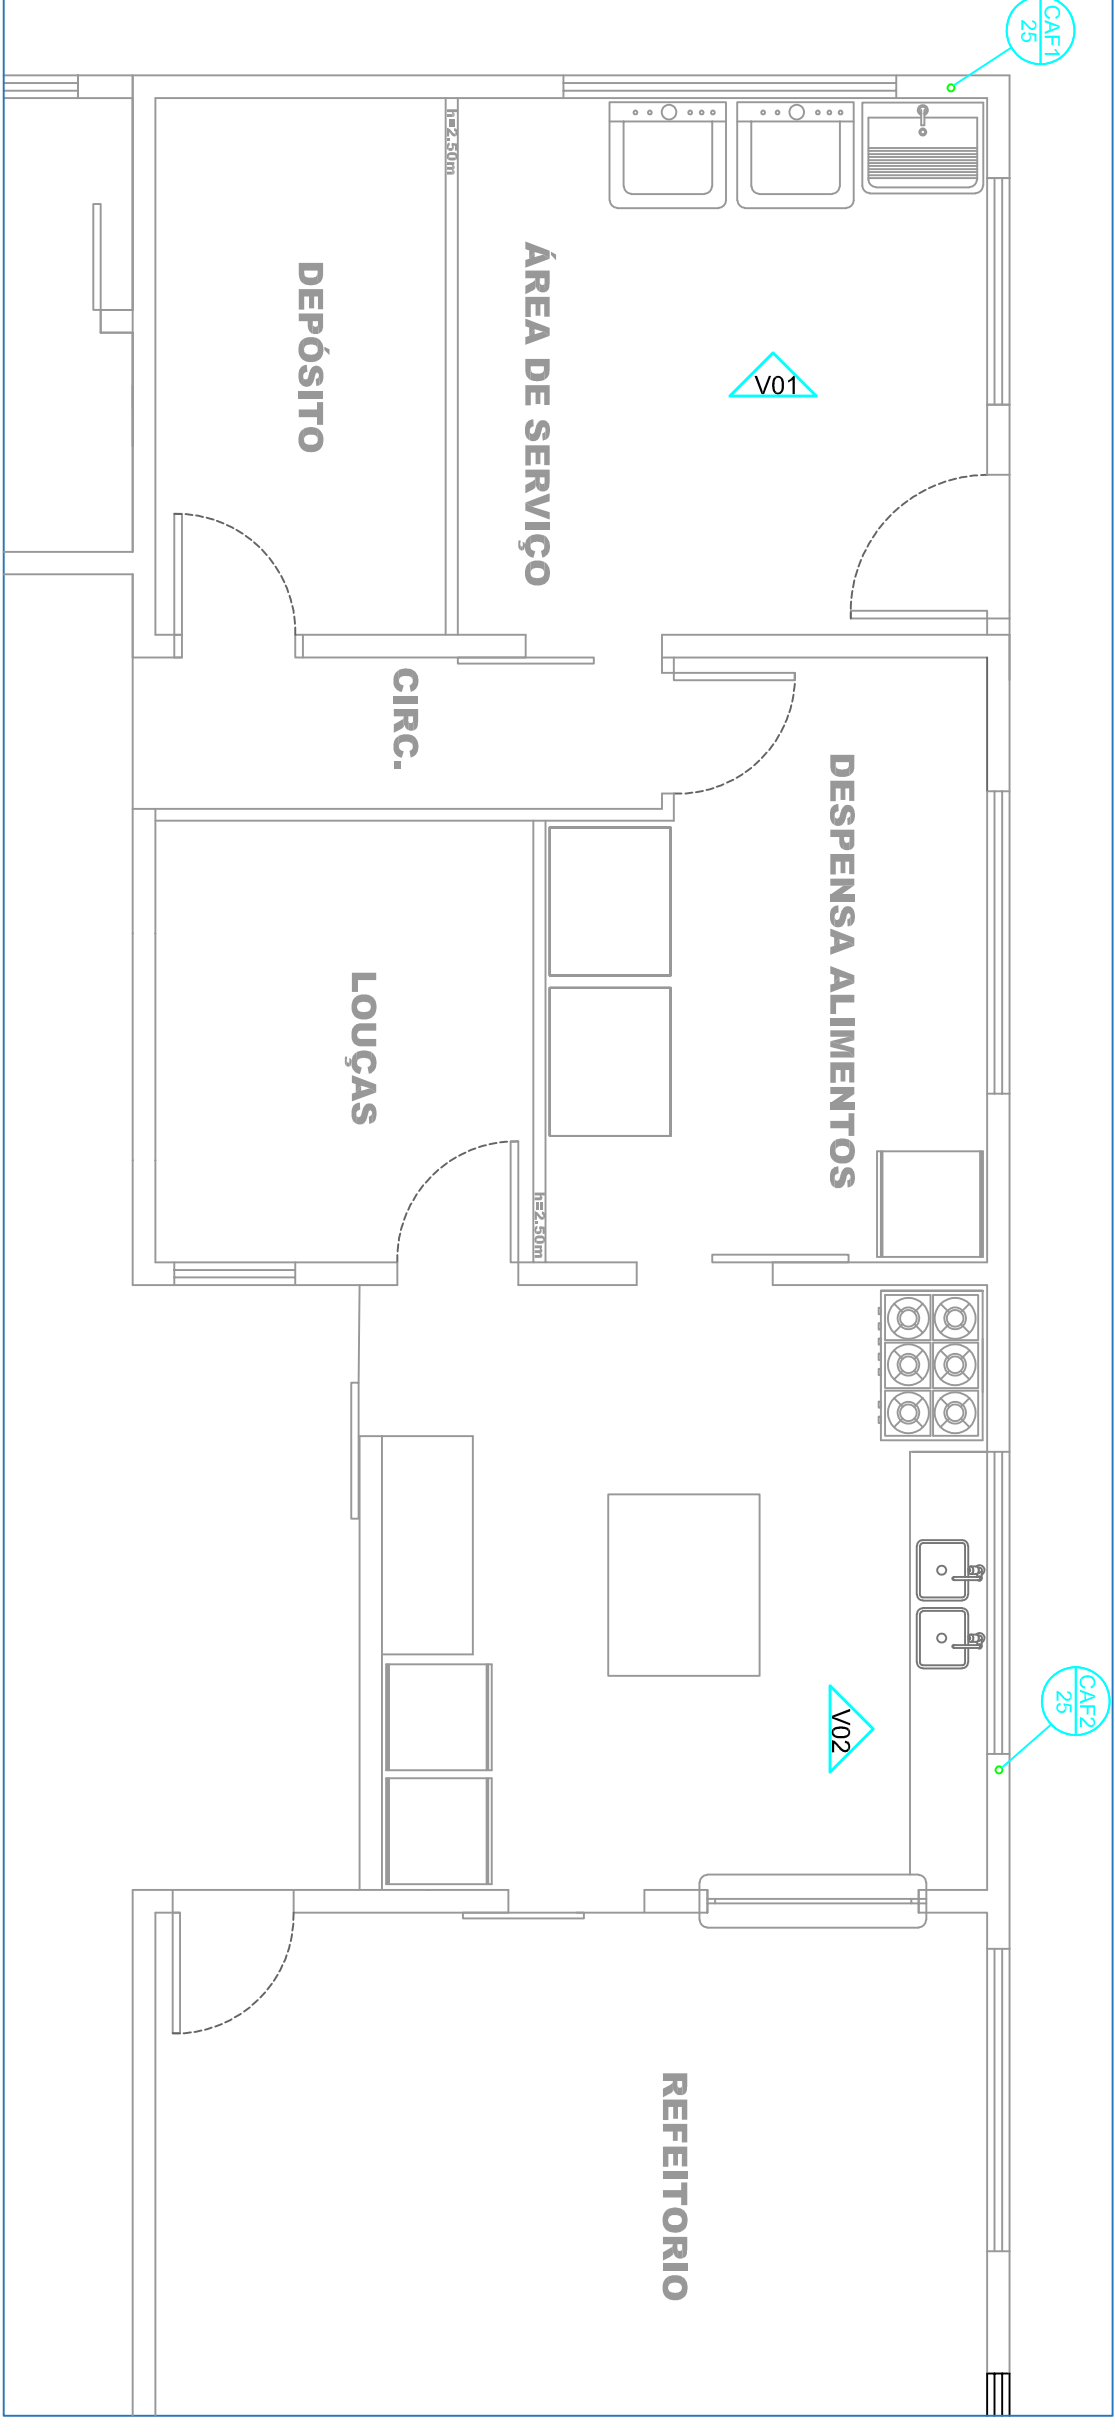 CAF1
25
h=2.50m
DEPÓSITO
ÁREA DE SERVIÇO
V01
CIRC.
DESPENSA ALIMENTOS
LOUÇAS
h=2.50m
CAF2
25
V02
REFEITORIO